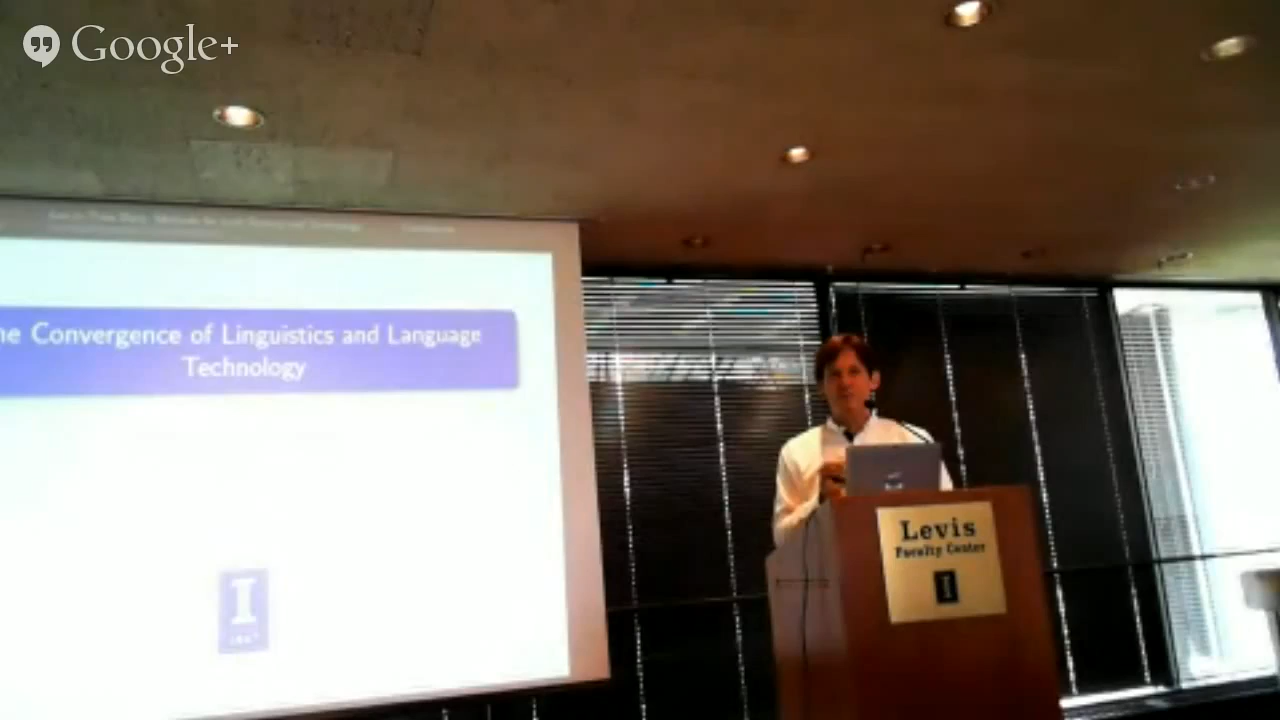 Google+
he Convergence of Linguistics and Language
Technology
I
Levis
Faculty Center
I